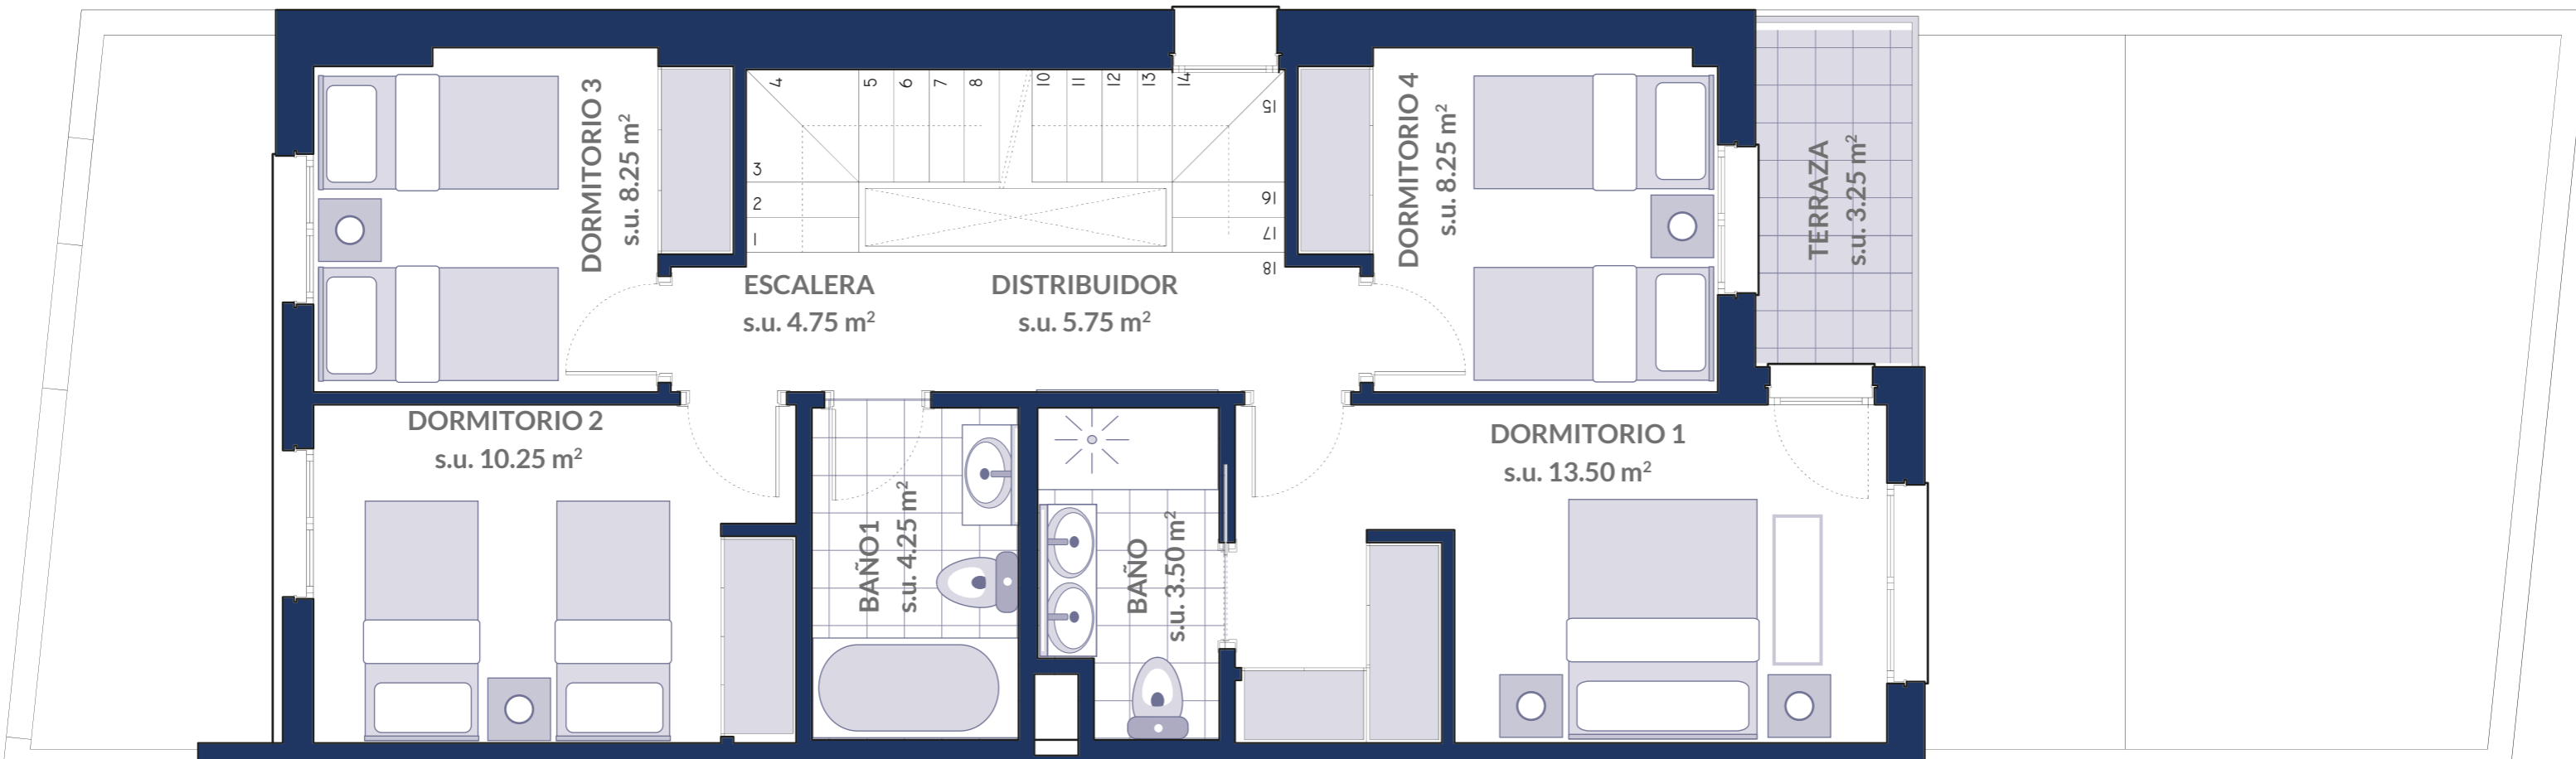 DORMITORIO 3
s.u. 8.25 m²
4
5
6
7
8
10
11
12
13
14
15
3
2
1
16
17
18
DORMITORIO 4
s.u. 8.25 m²
TERRAZA
s.u. 3.25 m²
ESCALERA
s.u. 4.75 m²
DISTRIBUIDOR
s.u. 5.75 m²
DORMITORIO 2
s.u. 10.25 m²
BAÑO1
s.u. 4.25 m²
BAÑO
s.u. 3.50 m²
DORMITORIO 1
s.u. 13.50 m²